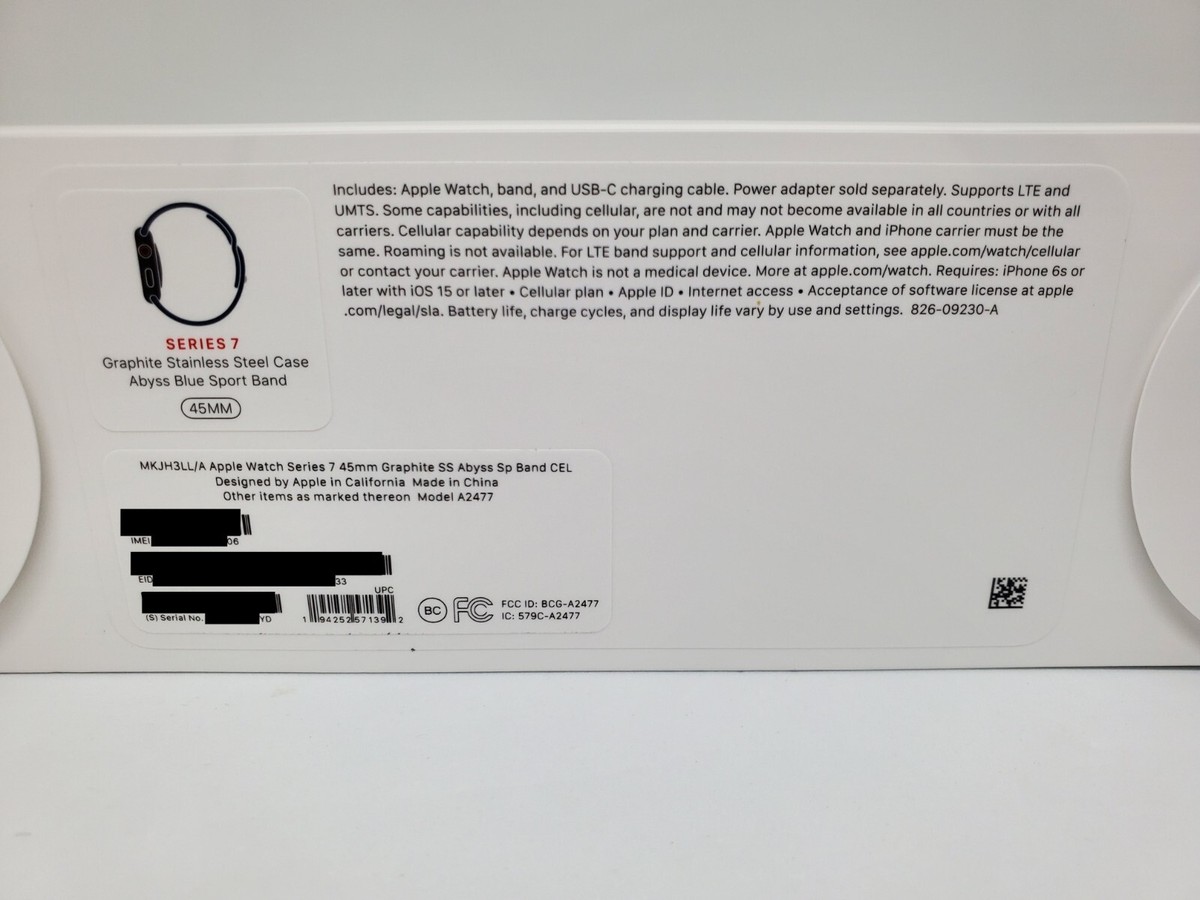 Includes: Apple Watch, band, and USB-C charging cable. Power adapter sold separately. Supports LTE and
UMTS. Some capabilities, including cellular, are not and may not become available in all countries or with all
carriers. Cellular capability depends on your plan and carrier. Apple Watch and iPhone carrier must be the
same. Roaming is not available. For LTE band support and cellular information, see apple.com/watch/cellular
or contact your carrier. Apple Watch is not a medical device. More at apple.com/watch. Requires: iPhone 6s or
later with iOS 15 or later • Cellular plan • Apple ID • Internet access • Acceptance of software license at apple
.com/legal/sla. Battery life, charge cycles, and display life vary by use and settings. 826-09230-A
SERIES 7
Graphite Stainless Steel Case
Abyss Blue Sport Band
45MM
MKJH3LL/A Apple Watch Series 7 45mm Graphite SS Abyss Sp Band CEL
Designed by Apple in California Made in China
Other items as marked thereon Model A2477
IMEI 06
EID 33
(S) Serial No. YD
UPC
1 94252 57139 2
BC
FC
FCC ID: BCG-A2477
IC: 579C-A2477